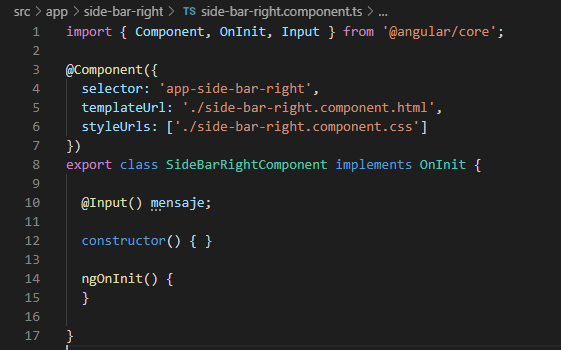 src > app > side-bar-right > TS side-bar-right.component.ts > ...
1 import { Component, OnInit, Input } from '@angular/core';
2
3 @Component({
4   selector: 'app-side-bar-right',
5   templateUrl: './side-bar-right.component.html',
6   styleUrls: ['./side-bar-right.component.css']
7 })
8 export class SideBarRightComponent implements OnInit {
9
10   @Input() mensaje;
11
12   constructor() { }
13
14   ngOnInit() {
15   }
16
17 }